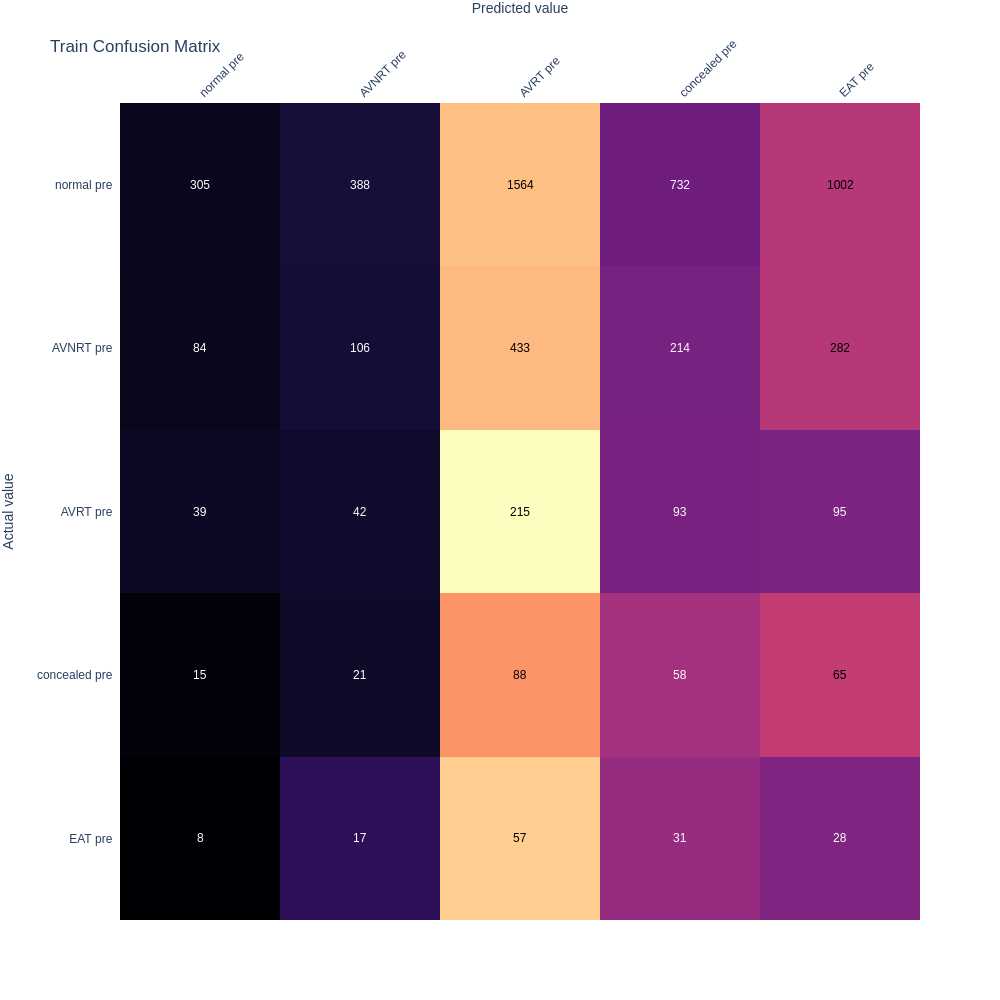 Predicted value
Train Confusion Matrix
normal pre AVNRT pre AVRT pre concealed pre EAT pre
normal pre 305 388 1564 732 1002
AVNRT pre 84 106 433 214 282
Actual value
AVRT pre 39 42 215 93 95
concealed pre 15 21 88 58 65
EAT pre 8 17 57 31 28